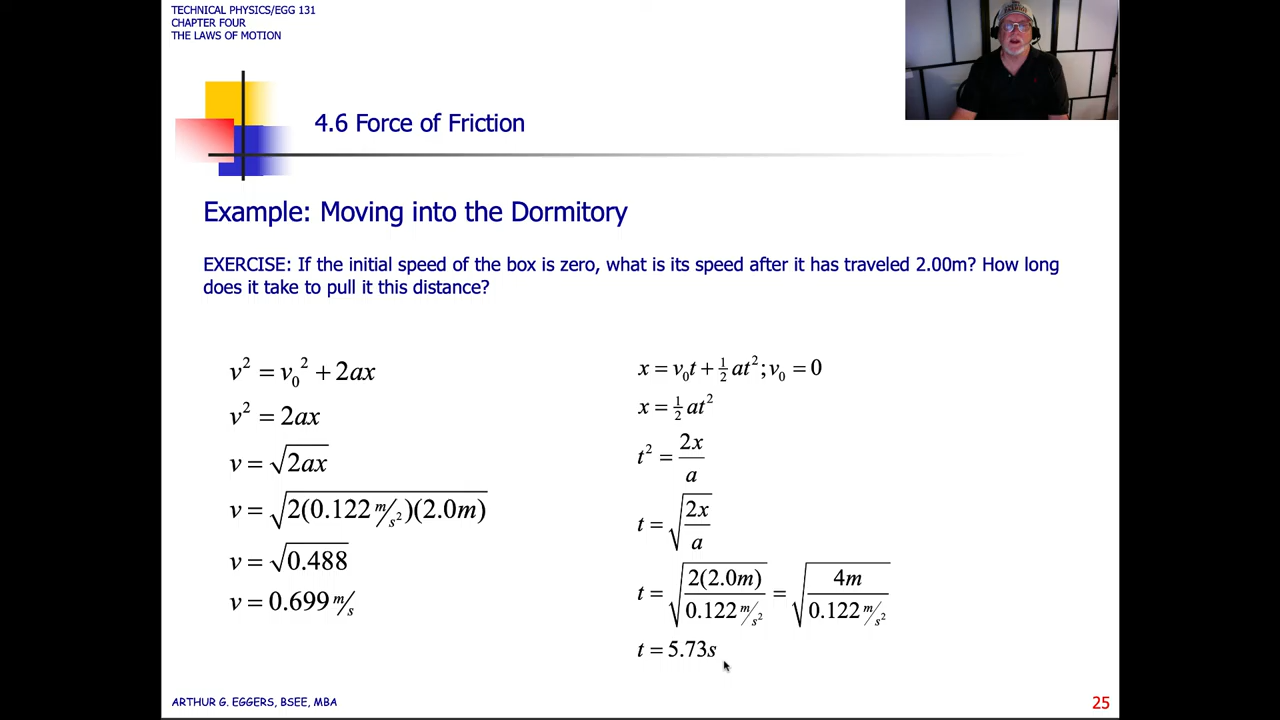 TECHNICAL PHYSICS/EGG 131
CHAPTER FOUR
THE LAWS OF MOTION
4.6 Force of Friction
Example: Moving into the Dormitory
EXERCISE: If the initial speed of the box is zero, what is its speed after it has traveled 2.00m? How long
does it take to pull it this distance?
v² = v₀² + 2ax
v² = 2ax
v = √(2ax)
v = √(2(0.122 m/s²)(2.0m))
v = √0.488
v = 0.699 m/s
x = v₀t + ½ at²; v₀ = 0
x = ½ at²
t² = 2x/a
t = √(2x/a)
t = √(2(2.0m)/0.122 m/s²) = √(4m/0.122 m/s²)
t = 5.73s
ARTHUR G. EGGERS, BSEE, MBA
25